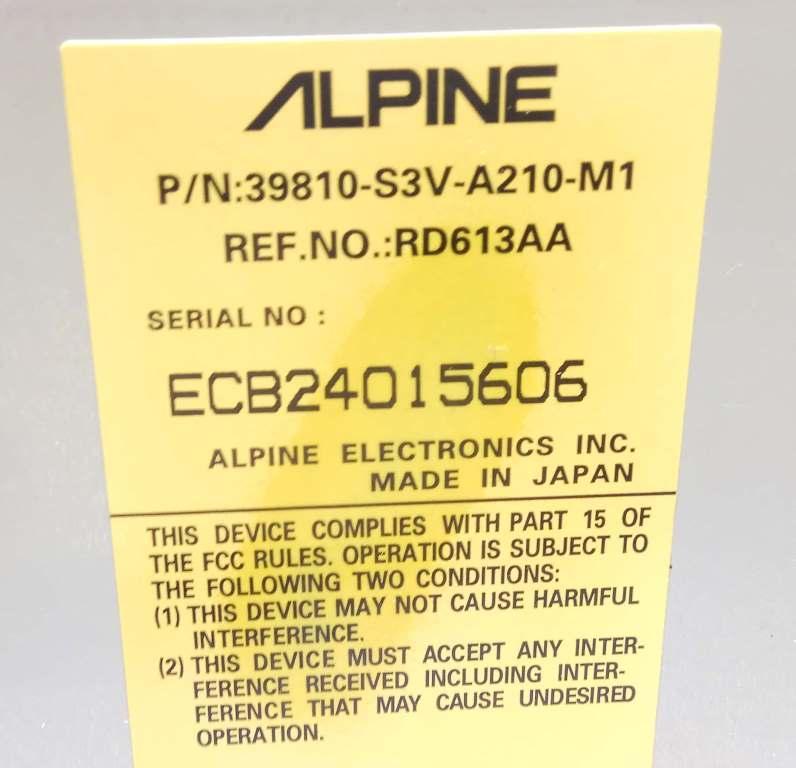 ALPINE
P/N:39810-S3V-A210-M1
REF.NO.:RD613AA
SERIAL NO :
ECB24015606
ALPINE ELECTRONICS INC.
MADE IN JAPAN
THIS DEVICE COMPLIES WITH PART 15 OF
THE FCC RULES. OPERATION IS SUBJECT TO
THE FOLLOWING TWO CONDITIONS:
(1) THIS DEVICE MAY NOT CAUSE HARMFUL
INTERFERENCE.
(2) THIS DEVICE MUST ACCEPT ANY INTER-
FERENCE RECEIVED INCLUDING INTER-
FERENCE THAT MAY CAUSE UNDESIRED
OPERATION.